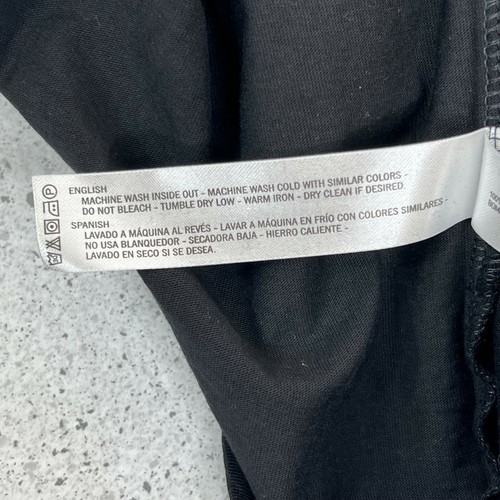 ENGLISH
MACHINE WASH INSIDE OUT - MACHINE WASH COLD WITH SIMILAR COLORS -
DO NOT BLEACH - TUMBLE DRY LOW - WARM IRON - DRY CLEAN IF DESIRED.
SPANISH
LAVADO A MÁQUINA AL REVÉS - LAVAR A MÁQUINA EN FRÍO CON COLORES SIMILARES -
NO USA BLANQUEDOR - SECADORA BAJA - HIERRO CALIENTE -
LAVADO EN SECO SI SE DESEA.
P